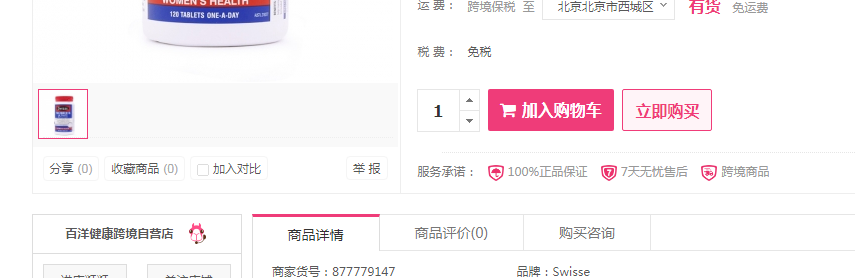 WOMEN'S HEALTH
120 TABLETS ONE-A-DAY
运 费： 跨境保税 至 北京北京市西城区 有货 免运费
税 费： 免税
1 加入购物车 立即购买
分享 (0) 收藏商品 (0) 加入对比 举 报
服务承诺： 100%正品保证 7天无忧售后 跨境商品
百洋健康跨境自营店
商品详情 商品评价(0) 购买咨询
商家货号：877779147 品牌：Swisse